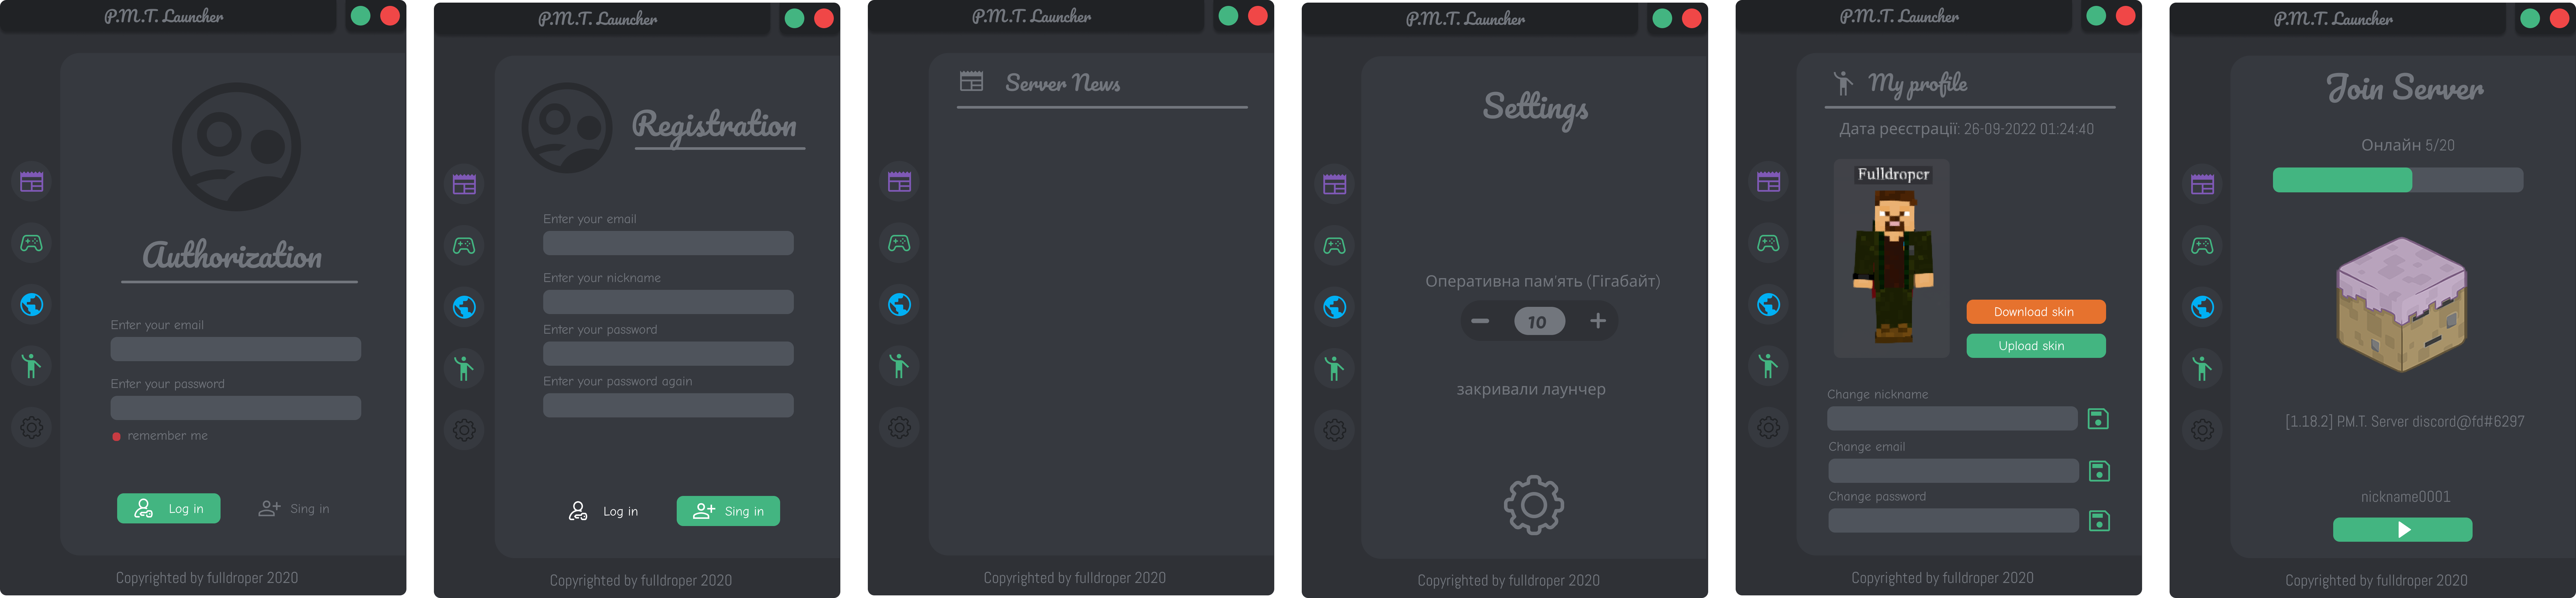 P.M.T. Launcher
Authorization
Enter your email
Enter your password
remember me
Log in
Sing in
Copyrighted by fulldroper 2020
P.M.T. Launcher
Registration
Enter your email
Enter your nickname
Enter your password
Enter your password again
Log in
Sing in
Copyrighted by fulldroper 2020
P.M.T. Launcher
Server News
Copyrighted by fulldroper 2020
P.M.T. Launcher
Settings
Оперативна пам'ять (Гігабайт)
10
закривали лаунчер
Copyrighted by fulldroper 2020
P.M.T. Launcher
My profile
Дата реєстрації: 26-09-2022 01:24:40
Fulldroper
Download skin
Upload skin
Change nickname
Change email
Change password
Copyrighted by fulldroper 2020
P.M.T. Launcher
Join Server
Онлайн 5/20
[1.18.2] P.M.T. Server discord@fd#6297
nickname0001
Copyrighted by fulldroper 2020